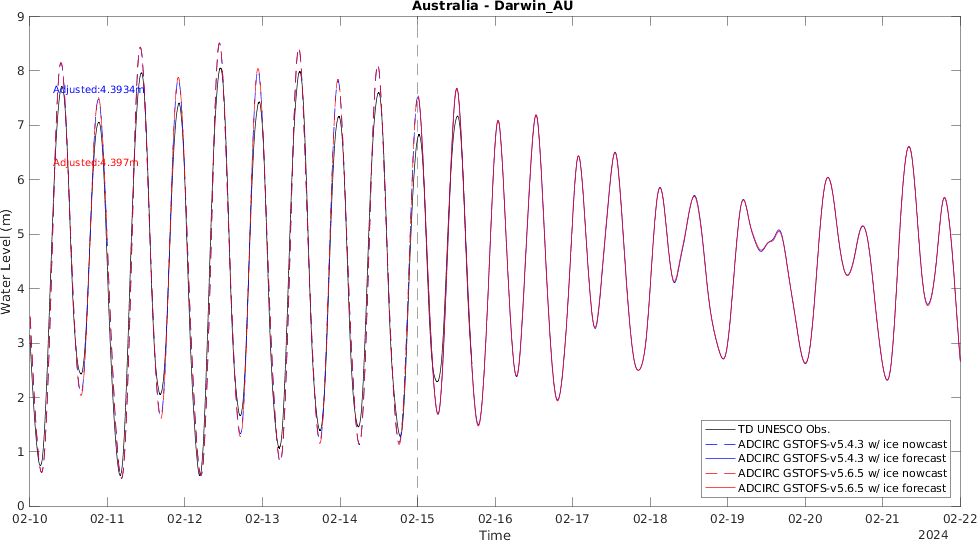 Australia - Darwin_AU
9
8
7
6
5
4
3
2
1
0
Water Level (m)
Adjusted:4.3934m
Adjusted:4.397m
TD UNESCO Obs.
ADCIRC GSTOFS-v5.4.3 w/ ice nowcast
ADCIRC GSTOFS-v5.4.3 w/ ice forecast
ADCIRC GSTOFS-v5.6.5 w/ ice nowcast
ADCIRC GSTOFS-v5.6.5 w/ ice forecast
02-10 02-11 02-12 02-13 02-14 02-15 02-16 02-17 02-18 02-19 02-20 02-21 02-22
Time
2024